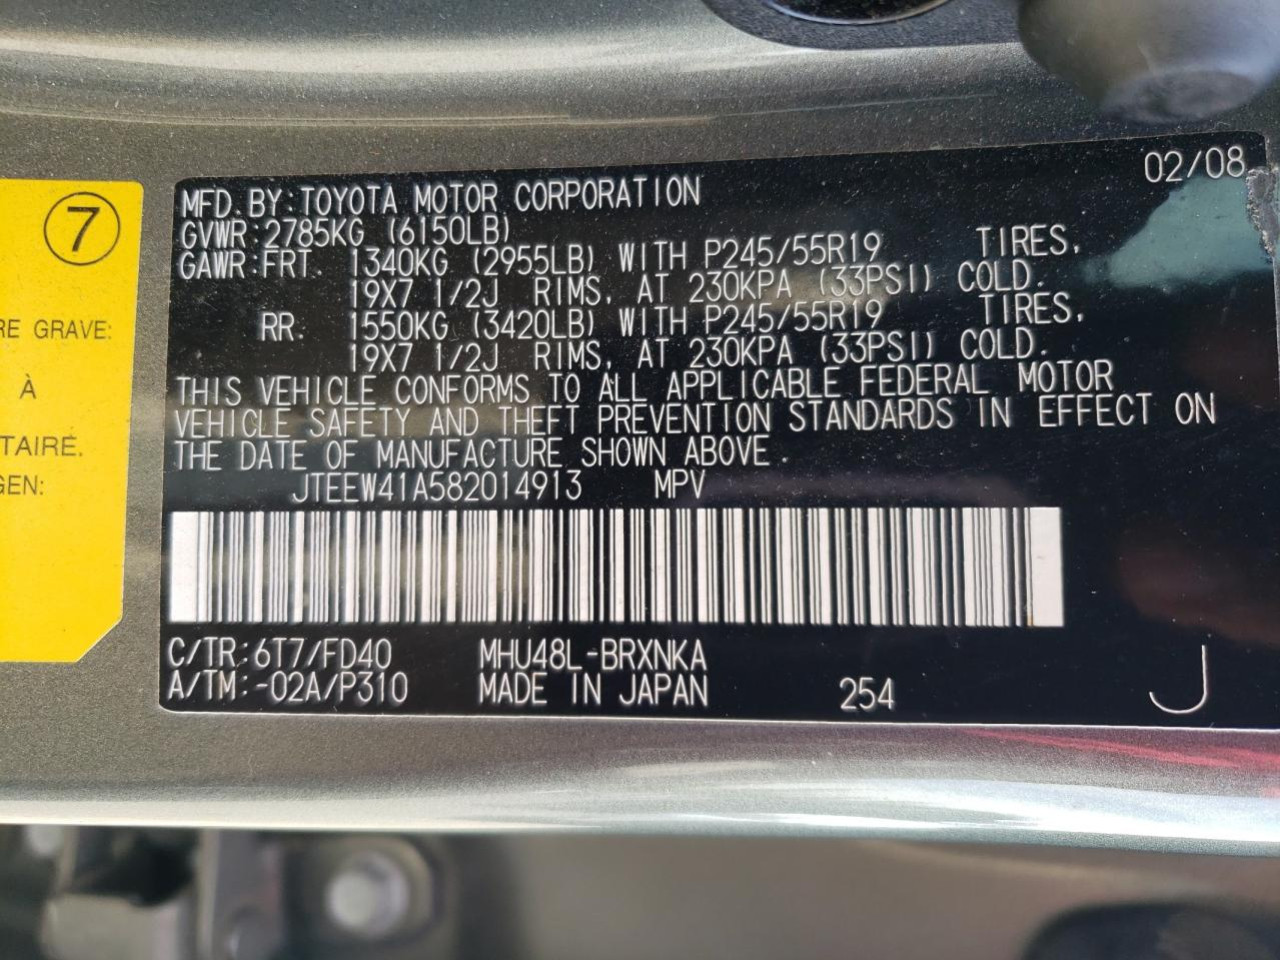 02/08
MFD. BY: TOYOTA MOTOR CORPORATION
GVWR: 2785KG (6150LB)
GAWR: FRT. 1340KG (2955LB) WITH P245/55R19 TIRES,
19X7 1/2J RIMS, AT 230KPA (33PSI) COLD.
RR. 1550KG (3420LB) WITH P245/55R19 TIRES,
19X7 1/2J RIMS, AT 230KPA (33PSI) COLD.
THIS VEHICLE CONFORMS TO ALL APPLICABLE FEDERAL MOTOR
VEHICLE SAFETY AND THEFT PREVENTION STANDARDS IN EFFECT ON
THE DATE OF MANUFACTURE SHOWN ABOVE.
JTEEW41A582014913 MPV
C/TR: 6T7/FD40 MHU48L-BRXNKA
A/TM: -02A/P310 MADE IN JAPAN 254 J
7
RE GRAVE:
À
TAIRE.
GEN: